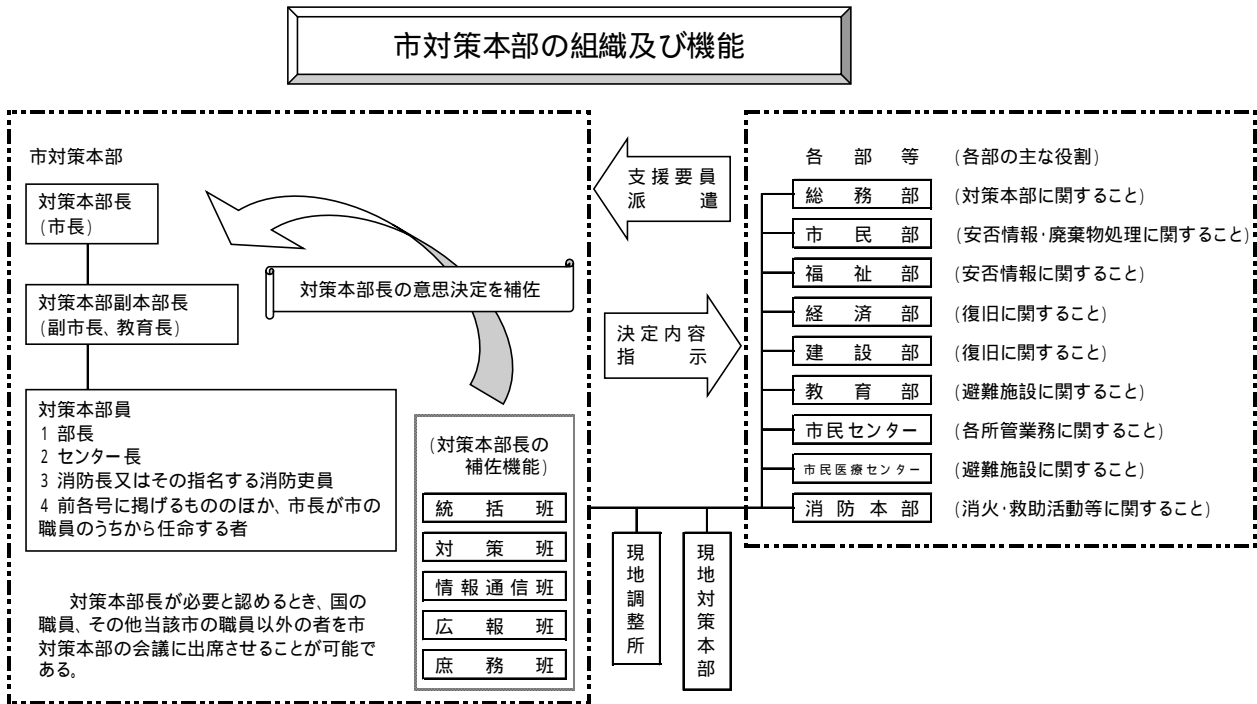 市対策本部の組織及び機能
市対策本部
対策本部長
(市長)
対策本部副本部長
(副市長、教育長)
対策本部員
1 部長
2 センター長
3 消防長又はその指名する消防吏員
4 前各号に掲げるもののほか、市長が市の
職員のうちから任命する者
対策本部長が必要と認めるとき、国の
職員、その他当該市の職員以外の者を市
対策本部の会議に出席させることが可能で
ある。
対策本部長の意思決定を補佐
(対策本部長の
補佐機能)
統括班
対策班
情報通信班
広報班
庶務班
支援要員
派遣
決定内容
指示
現地調整所
現地対策本部
各部等 (各部の主な役割)
総務部 (対策本部に関すること)
市民部 (安否情報・廃棄物処理に関すること)
福祉部 (安否情報に関すること)
経済部 (復旧に関すること)
建設部 (復旧に関すること)
教育部 (避難施設に関すること)
市民センター (各所管業務に関すること)
市民医療センター (避難施設に関すること)
消防本部 (消火・救助活動等に関すること)